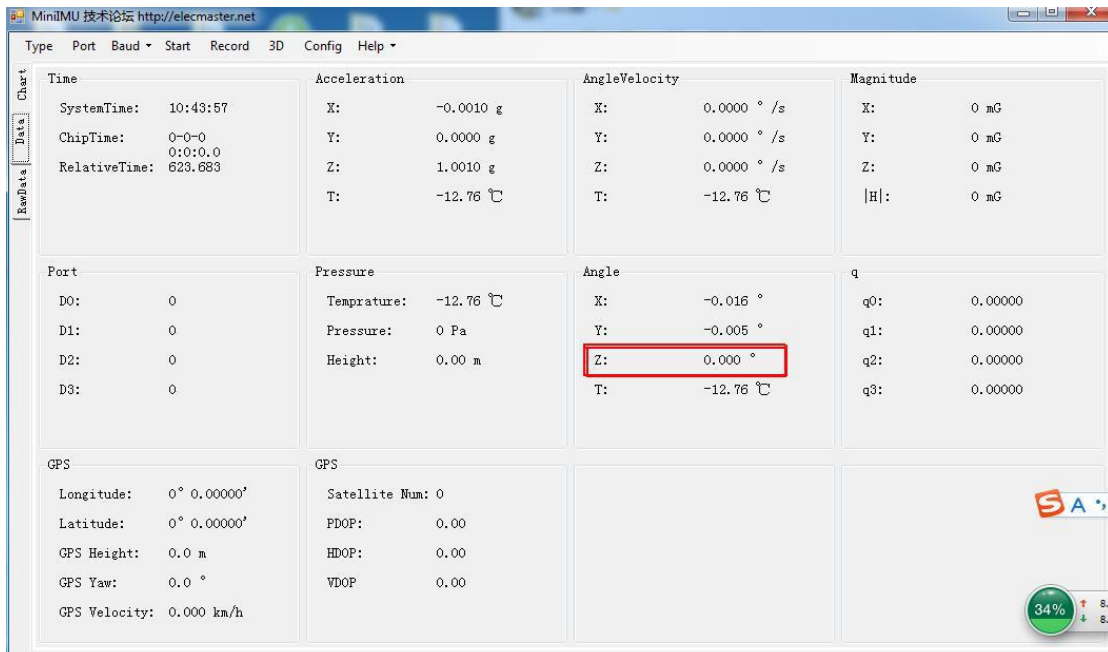 MiniIMU 技术论坛 http://elecmaster.net
Type Port Baud Start Record 3D Config Help
Chart
Data
RawData
Time
SystemTime: 10:43:57
ChipTime: 0-0-0
0:0:0.0
RelativeTime: 623.683
Acceleration
X: -0.0010 g
Y: 0.0000 g
Z: 1.0010 g
T: -12.76 ℃
AngleVelocity
X: 0.0000 ° /s
Y: 0.0000 ° /s
Z: 0.0000 ° /s
T: -12.76 ℃
Magnitude
X: 0 mG
Y: 0 mG
Z: 0 mG
|H|: 0 mG
Port
D0: 0
D1: 0
D2: 0
D3: 0
Pressure
Temprature: -12.76 ℃
Pressure: 0 Pa
Height: 0.00 m
Angle
X: -0.016 °
Y: -0.005 °
Z: 0.000 °
T: -12.76 ℃
q
q0: 0.00000
q1: 0.00000
q2: 0.00000
q3: 0.00000
GPS
Longitude: 0° 0.00000'
Latitude: 0° 0.00000'
GPS Height: 0.0 m
GPS Yaw: 0.0 °
GPS Velocity: 0.000 km/h
GPS
Satellite Num: 0
PDOP: 0.00
HDOP: 0.00
VDOP 0.00
S A
34%
8.
8.